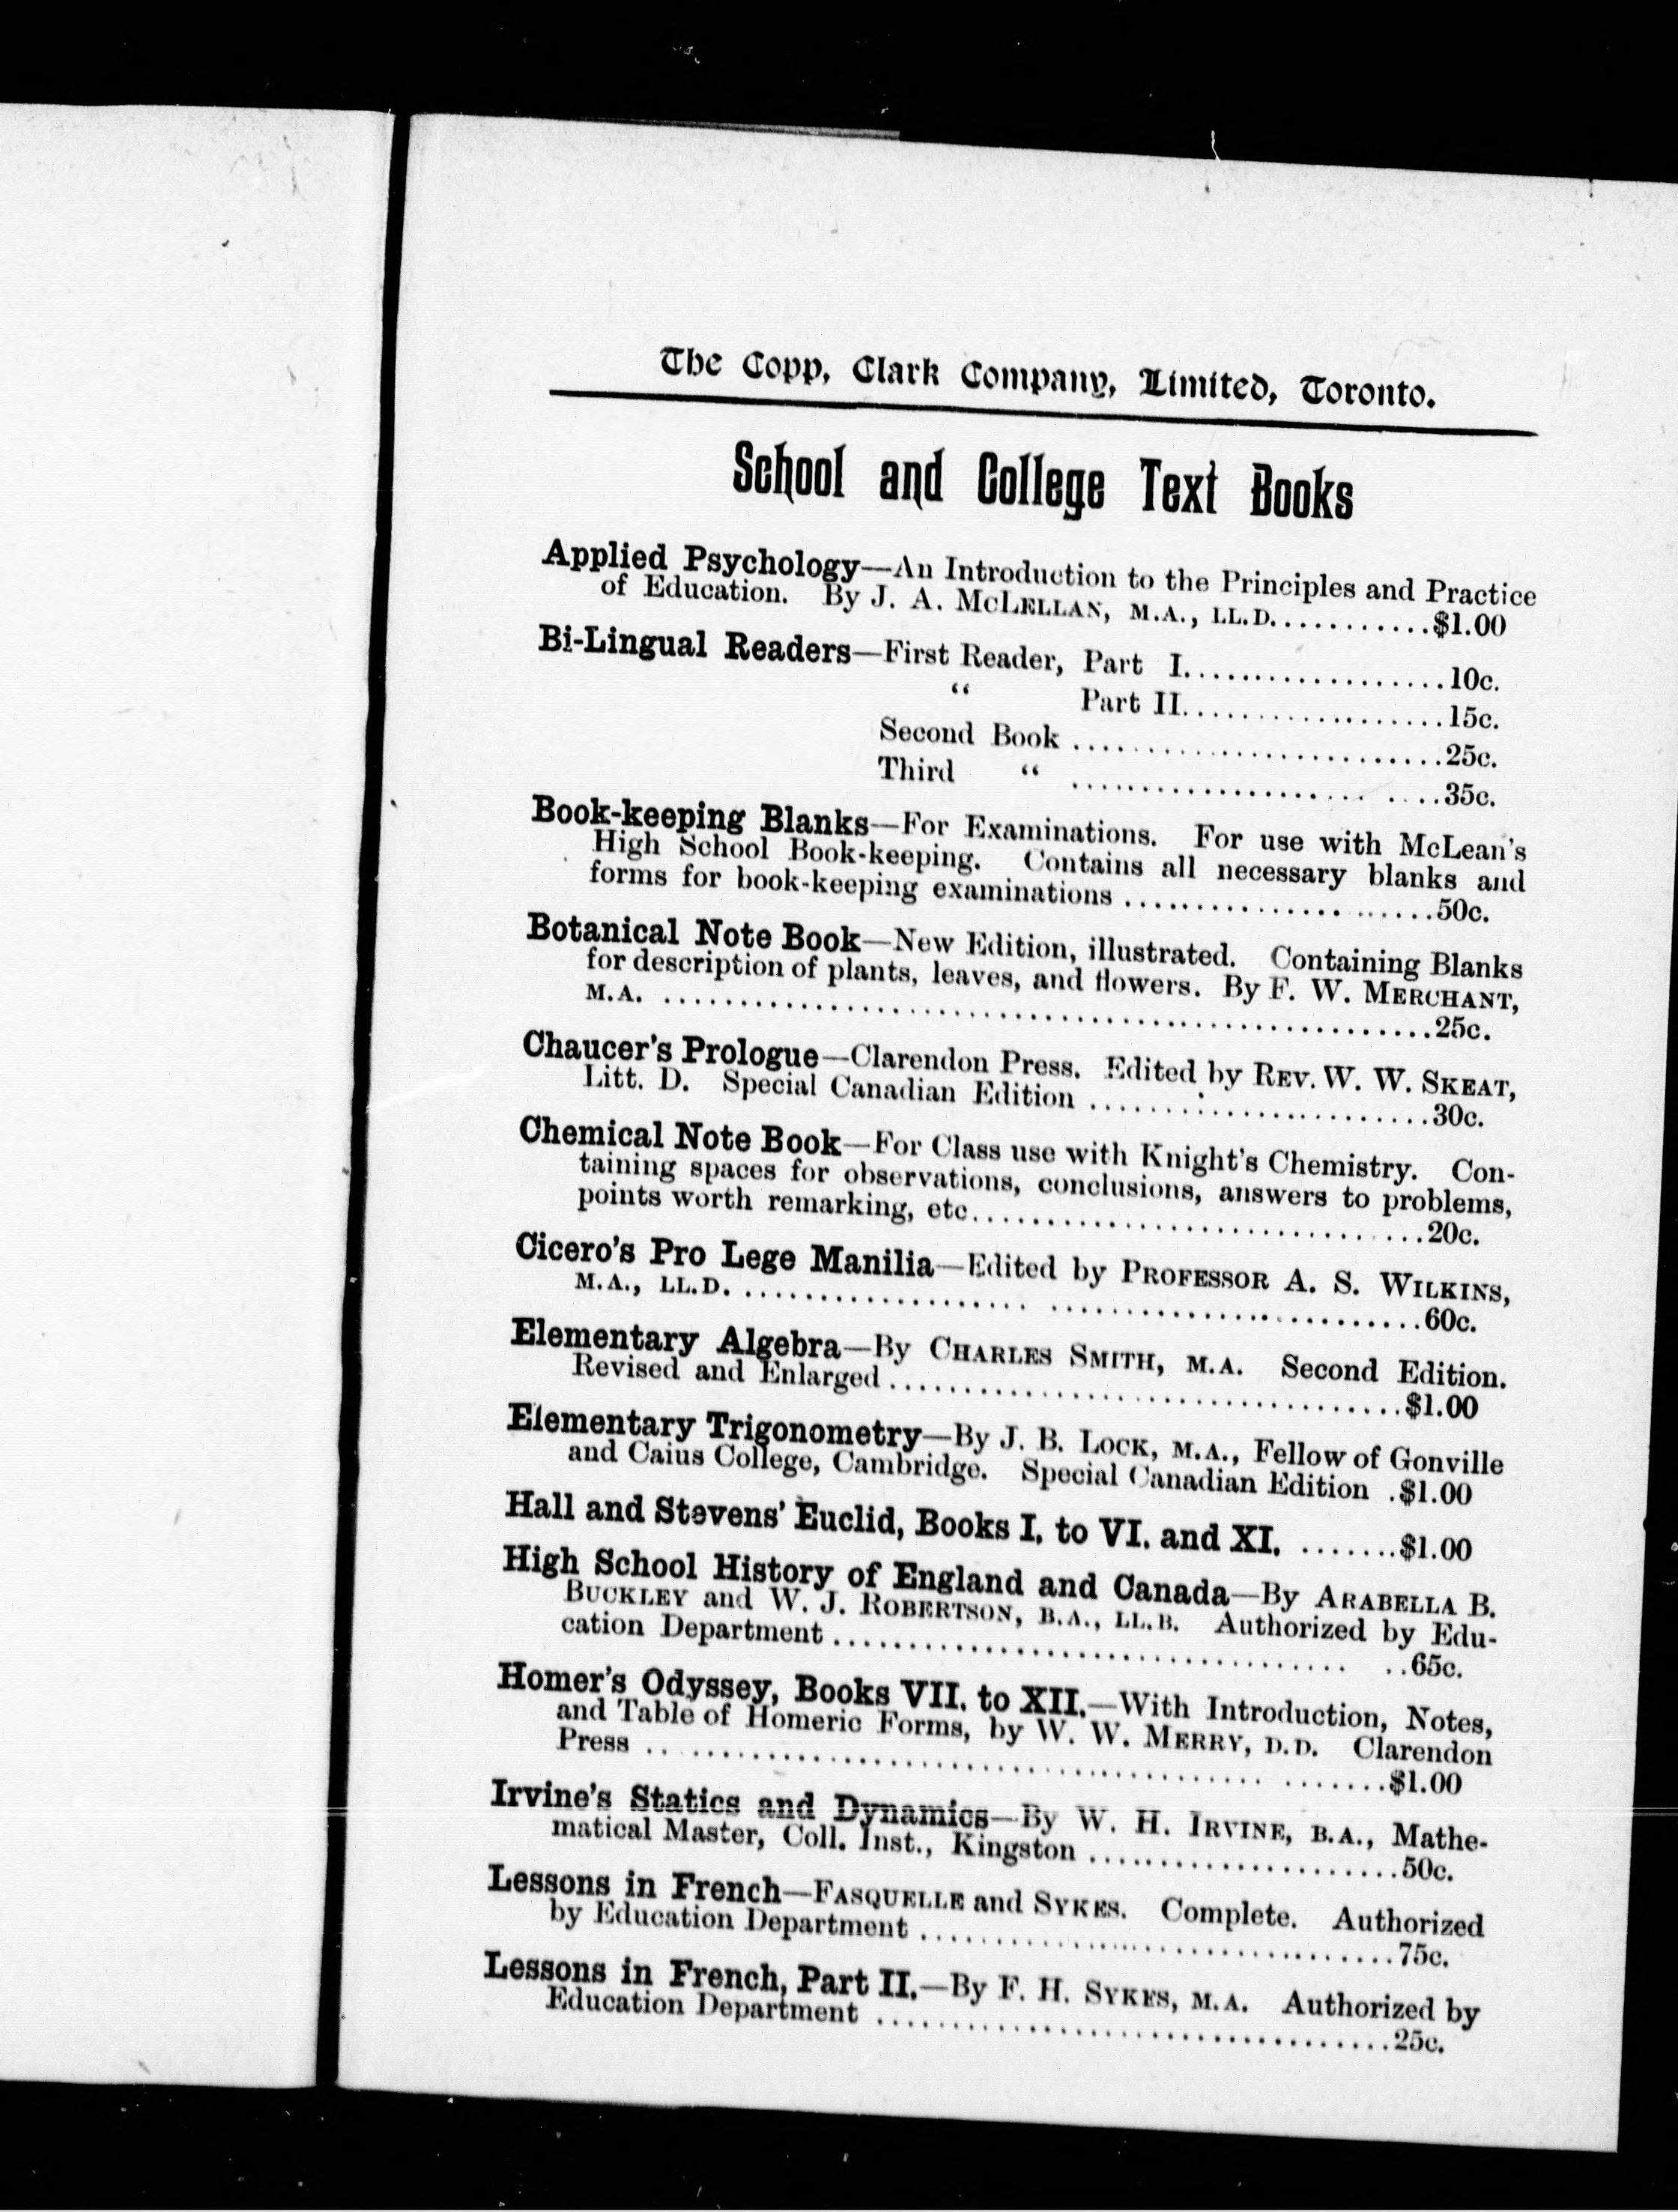 The Copp, Clark Company, Limited, Toronto.
School and College Text Books
Applied Psychology—An Introduction to the Principles and Practice
of Education. By J. A. McLellan, M.A., LL.D............$1.00
Bi-Lingual Readers—First Reader, Part I...................10c.
“ Part II...................15c.
Second Book ..........................25c.
Third “ ..................... ....35c.
Book-keeping Blanks—For Examinations. For use with McLean's
High School Book-keeping. Contains all necessary blanks and
forms for book-keeping examinations ................ ......50c.
Botanical Note Book—New Edition, illustrated. Containing Blanks
for description of plants, leaves, and flowers. By F. W. Merchant,
M.A. ......................................................25c.
Chaucer's Prologue—Clarendon Press. Edited by Rev. W. W. Skeat,
Litt. D. Special Canadian Edition ........................30c.
Chemical Note Book—For Class use with Knight's Chemistry. Con-
taining spaces for observations, conclusions, answers to problems,
points worth remarking, etc................................20c.
Cicero's Pro Lege Manilia—Edited by Professor A. S. Wilkins,
M.A., LL.D. .................... ..........................60c.
Elementary Algebra—By Charles Smith, M.A. Second Edition.
Revised and Enlarged ....................................$1.00
Elementary Trigonometry—By J. B. Lock, M.A., Fellow of Gonville
and Caius College, Cambridge. Special Canadian Edition .$1.00
Hall and Stevens' Euclid, Books I. to VI. and XI. .......$1.00
High School History of England and Canada—By Arabella B.
Buckley and W. J. Robertson, B.A., LL.B. Authorized by Edu-
cation Department .................................... ..65c.
Homer's Odyssey, Books VII. to XII.—With Introduction, Notes,
and Table of Homeric Forms, by W. W. Merry, D.D. Clarendon
Press .. ........................................ .......$1.00
Irvine's Statics and Dynamics—By W. H. Irvine, B.A., Mathe-
matical Master, Coll. Inst., Kingston ......................50c.
Lessons in French—Fasquelle and Sykes. Complete. Authorized
by Education Department .................................75c.
Lessons in French, Part II.—By F. H. Sykes, M.A. Authorized by
Education Department ....................................25c.